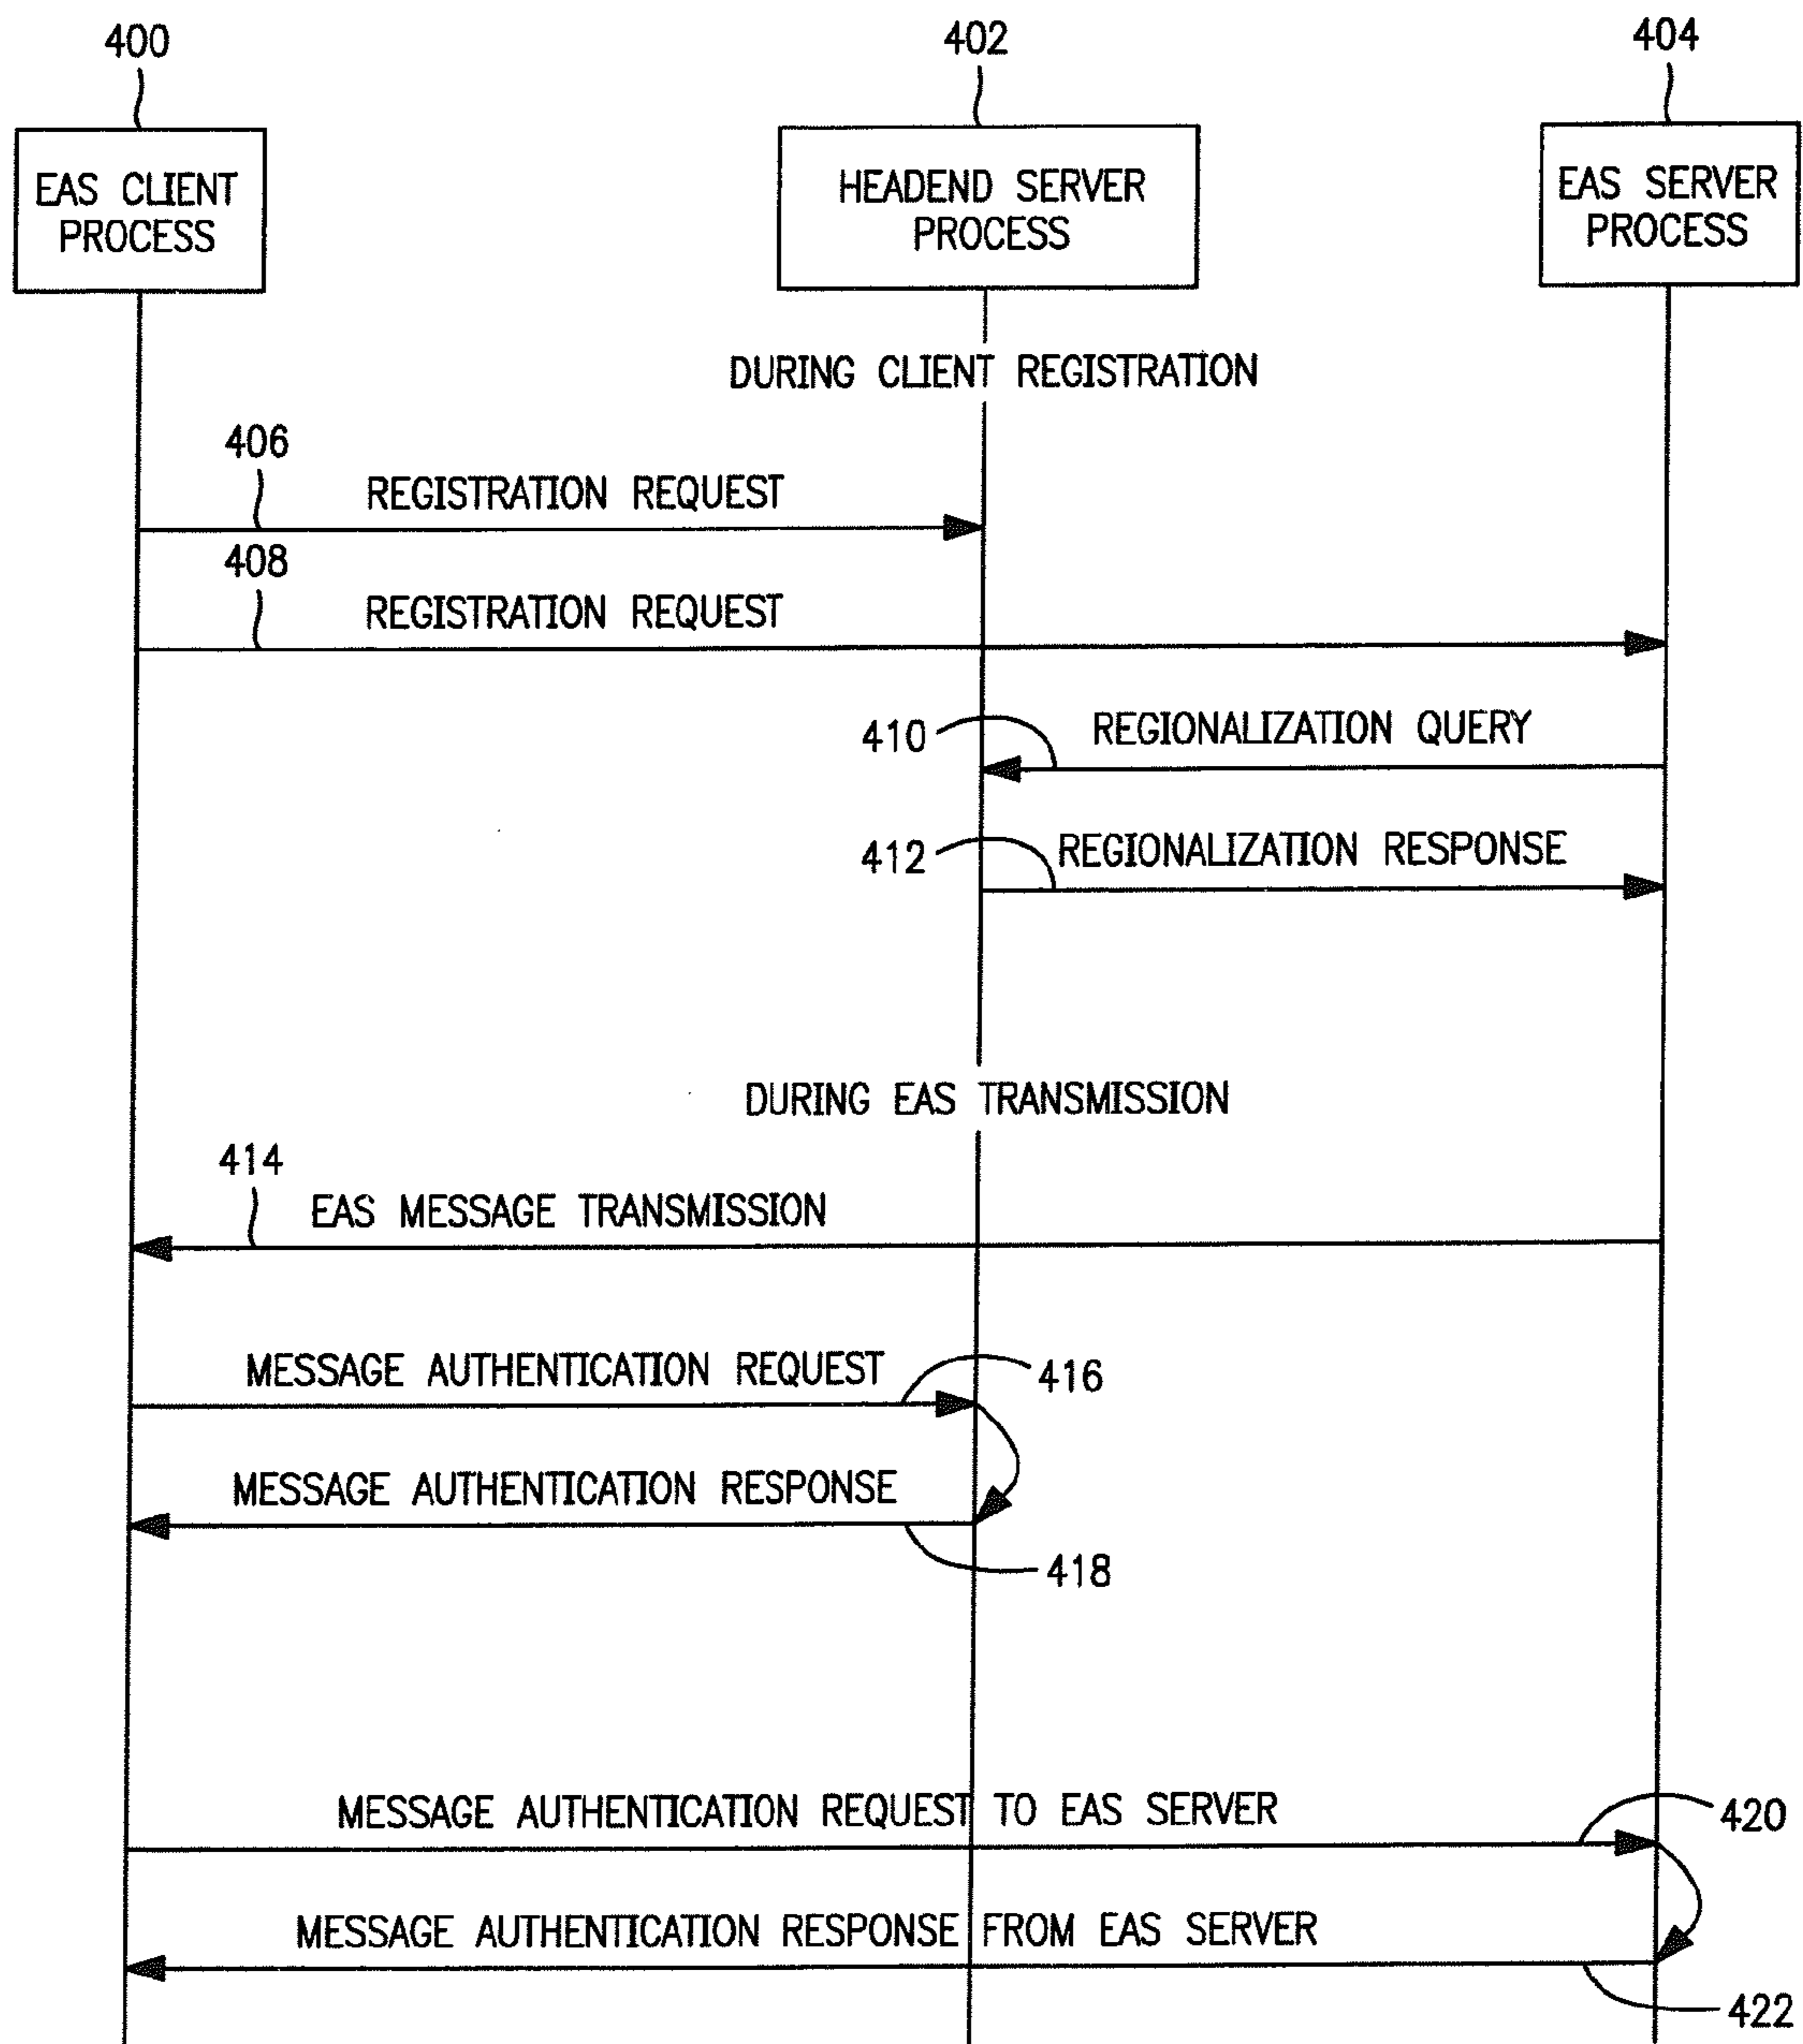 400
402
404
EAS CLIENT
PROCESS
HEADEND SERVER
PROCESS
EAS SERVER
PROCESS
DURING CLIENT REGISTRATION
406
REGISTRATION REQUEST
408
REGISTRATION REQUEST
410
REGIONALIZATION QUERY
412
REGIONALIZATION RESPONSE
DURING EAS TRANSMISSION
414
EAS MESSAGE TRANSMISSION
MESSAGE AUTHENTICATION REQUEST
416
MESSAGE AUTHENTICATION RESPONSE
418
MESSAGE AUTHENTICATION REQUEST TO EAS SERVER
420
MESSAGE AUTHENTICATION RESPONSE FROM EAS SERVER
422